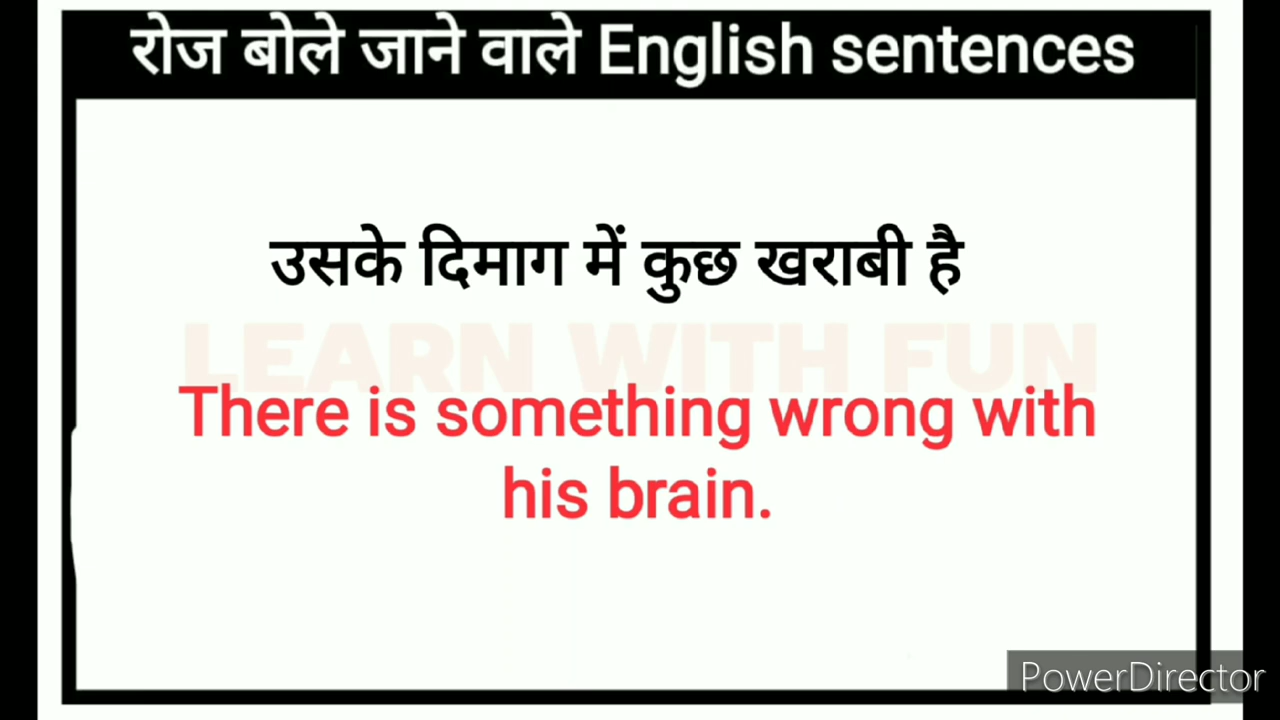 रोज बोले जाने वाले English sentences
उसके दिमाग में कुछ खराबी है
LEARN WITH FUN
There is something wrong with
his brain.
PowerDirector